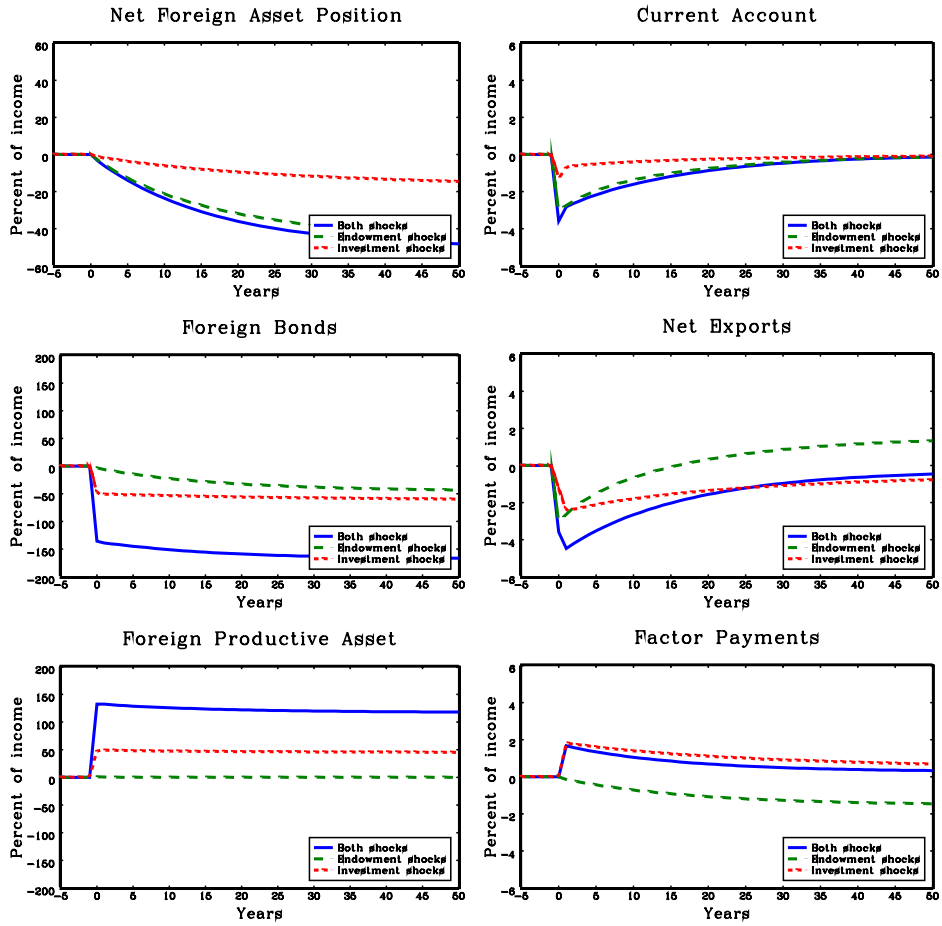 Net Foreign Asset Position
Percent of income
60
40
20
0
−20
−40
−60
−5 0 5 10 15 20 25 30 35 40 45 50
Years
Both shocks
Endowment shocks
Investment shocks
Current Account
Percent of income
6
4
2
0
−2
−4
−6
−5 0 5 10 15 20 25 30 35 40 45 50
Years
Both shocks
Endowment shocks
Investment shocks
Foreign Bonds
Percent of income
200
150
100
50
0
−50
−100
−150
−200
−5 0 5 10 15 20 25 30 35 40 45 50
Years
Both shocks
Endowment shocks
Investment shocks
Net Exports
Percent of income
6
4
2
0
−2
−4
−6
−5 0 5 10 15 20 25 30 35 40 45 50
Years
Both shocks
Endowment shocks
Investment shocks
Foreign Productive Asset
Percent of income
200
150
100
50
0
−50
−100
−150
−200
−5 0 5 10 15 20 25 30 35 40 45 50
Years
Both shocks
Endowment shocks
Investment shocks
Factor Payments
Percent of income
6
4
2
0
−2
−4
−6
−5 0 5 10 15 20 25 30 35 40 45 50
Years
Both shocks
Endowment shocks
Investment shocks